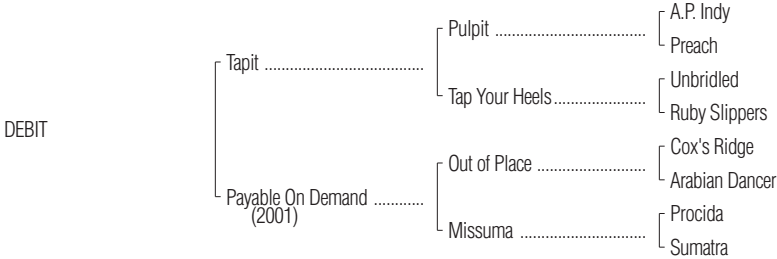 A.P. Indy
Pulpit ....................................
Preach
Tapit ......................................
Unbridled
Tap Your Heels......................
Ruby Slippers
DEBIT
Cox's Ridge
Out of Place ..........................
Arabian Dancer
Payable On Demand ............
(2001)
Procida
Missuma ..............................
Sumatra